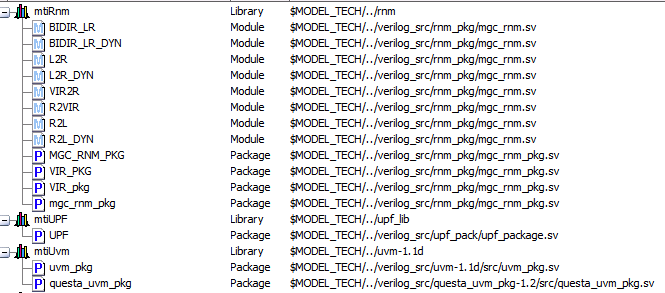 mtiRnm Library $MODEL_TECH/../rnm
BIDIR_LR Module $MODEL_TECH/../verilog_src/rnm_pkg/mgc_rnm.sv
BIDIR_LR_DYN Module $MODEL_TECH/../verilog_src/rnm_pkg/mgc_rnm.sv
L2R Module $MODEL_TECH/../verilog_src/rnm_pkg/mgc_rnm.sv
L2R_DYN Module $MODEL_TECH/../verilog_src/rnm_pkg/mgc_rnm.sv
VIR2R Module $MODEL_TECH/../verilog_src/rnm_pkg/mgc_rnm.sv
R2VIR Module $MODEL_TECH/../verilog_src/rnm_pkg/mgc_rnm.sv
R2L Module $MODEL_TECH/../verilog_src/rnm_pkg/mgc_rnm.sv
R2L_DYN Module $MODEL_TECH/../verilog_src/rnm_pkg/mgc_rnm.sv
P MGC_RNM_PKG Package $MODEL_TECH/../verilog_src/rnm_pkg/mgc_rnm_pkg.sv
P VIR_PKG Package $MODEL_TECH/../verilog_src/rnm_pkg/mgc_rnm_pkg.sv
P VIR_pkg Package $MODEL_TECH/../verilog_src/rnm_pkg/mgc_rnm_pkg.sv
P mgc_rnm_pkg Package $MODEL_TECH/../verilog_src/rnm_pkg/mgc_rnm_pkg.sv
mtiUPF Library $MODEL_TECH/../upf_lib
P UPF Package $MODEL_TECH/../verilog_src/upf_pack/upf_package.sv
mtiUvm Library $MODEL_TECH/../uvm-1.1d
P uvm_pkg Package $MODEL_TECH/../verilog_src/uvm-1.1d/src/uvm_pkg.sv
P questa_uvm_pkg Package $MODEL_TECH/../verilog_src/questa_uvm_pkg-1.2/src/questa_uvm_pkg.sv